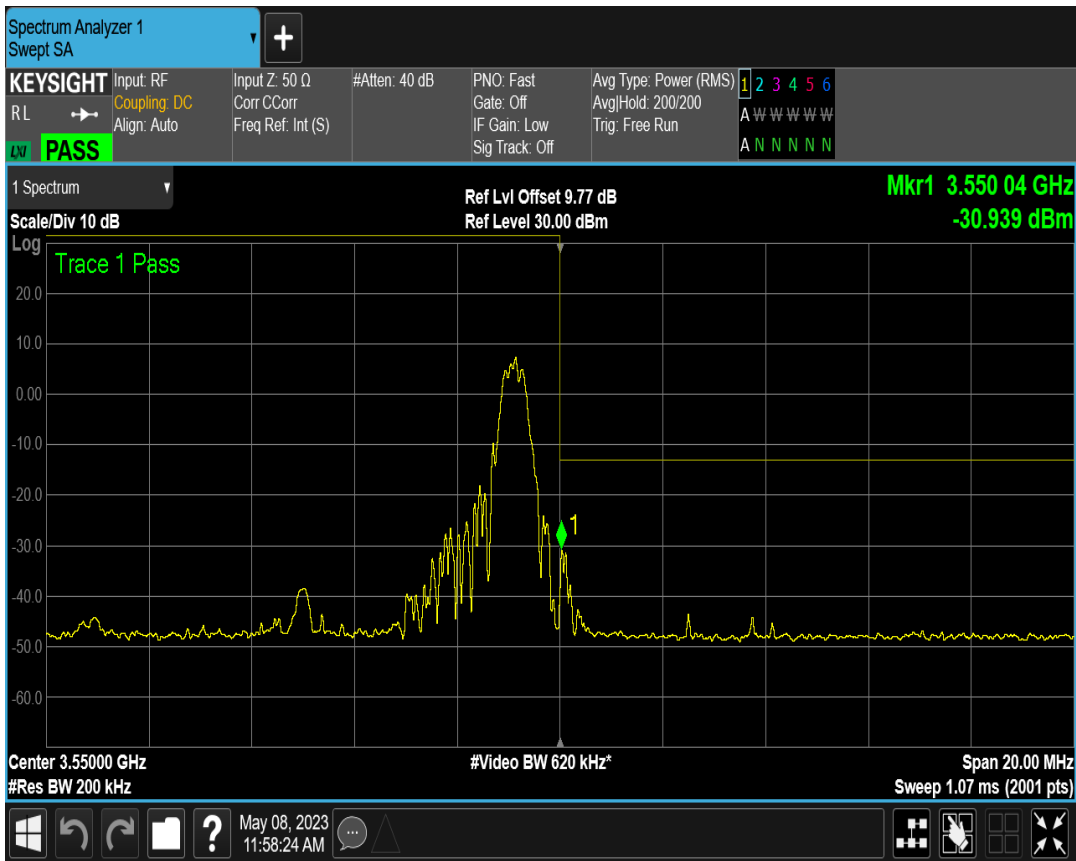 Spectrum Analyzer 1
Swept SA
+
KEYSIGHT
R L
LXI
PASS
Input: RF
Coupling: DC
Align: Auto
Input Z: 50 Ω
Corr CCorr
Freq Ref: Int (S)
#Atten: 40 dB
PNO: Fast
Gate: Off
IF Gain: Low
Sig Track: Off
Avg Type: Power (RMS)
Avg|Hold: 200/200
Trig: Free Run
1 2 3 4 5 6
A W W W W W
A N N N N N
1 Spectrum
Scale/Div 10 dB
Ref Lvl Offset 9.77 dB
Ref Level 30.00 dBm
Mkr1 3.550 04 GHz
-30.939 dBm
Log
Trace 1 Pass
20.0
10.0
0.00
-10.0
-20.0
1
-30.0
-40.0
-50.0
-60.0
Center 3.55000 GHz
#Res BW 200 kHz
#Video BW 620 kHz*
Span 20.00 MHz
Sweep 1.07 ms (2001 pts)
?
May 08, 2023
11:58:24 AM